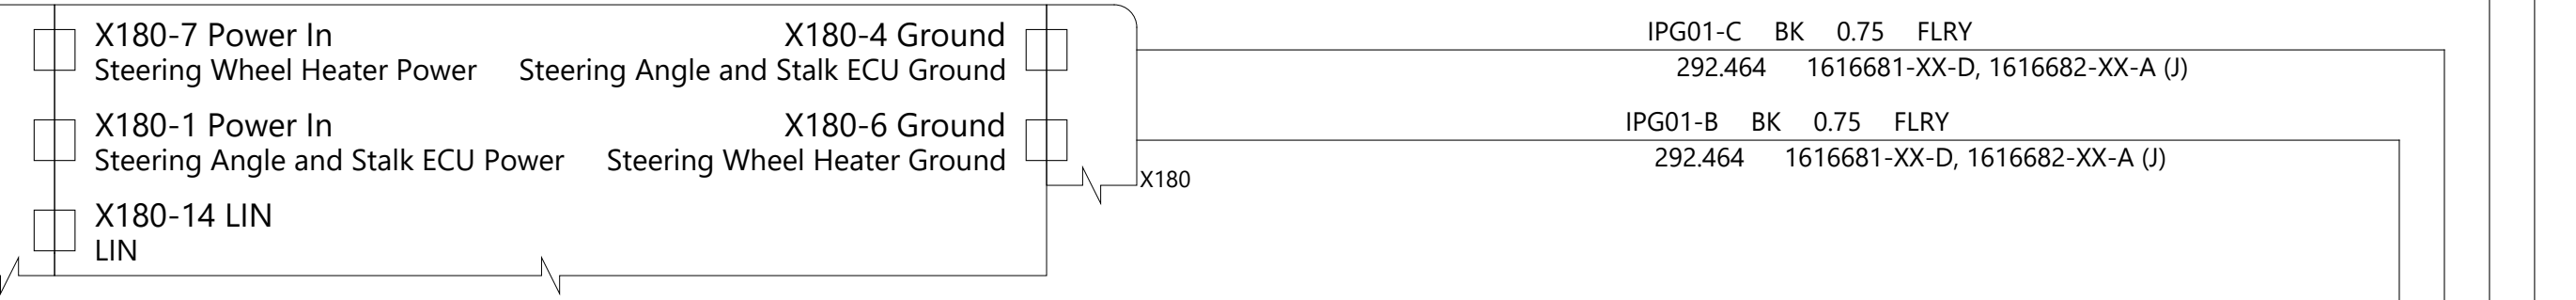 X180-7 Power In
Steering Wheel Heater Power
X180-4 Ground
Steering Angle and Stalk ECU Ground
IPG01-C BK 0.75 FLRY
292.464 1616681-XX-D, 1616682-XX-A (J)
X180-1 Power In
Steering Angle and Stalk ECU Power
X180-6 Ground
Steering Wheel Heater Ground
IPG01-B BK 0.75 FLRY
292.464 1616681-XX-D, 1616682-XX-A (J)
X180
X180-14 LIN
LIN